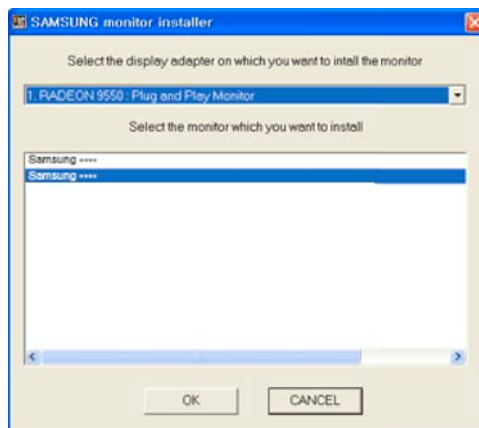 SAMSUNG monitor installer
Select the display adapter on which you want to intall the monitor
1. RADEON 9550 : Plug and Play Monitor
Select the monitor which you want to install
Samsung ****
Samsung ****
OK
CANCEL